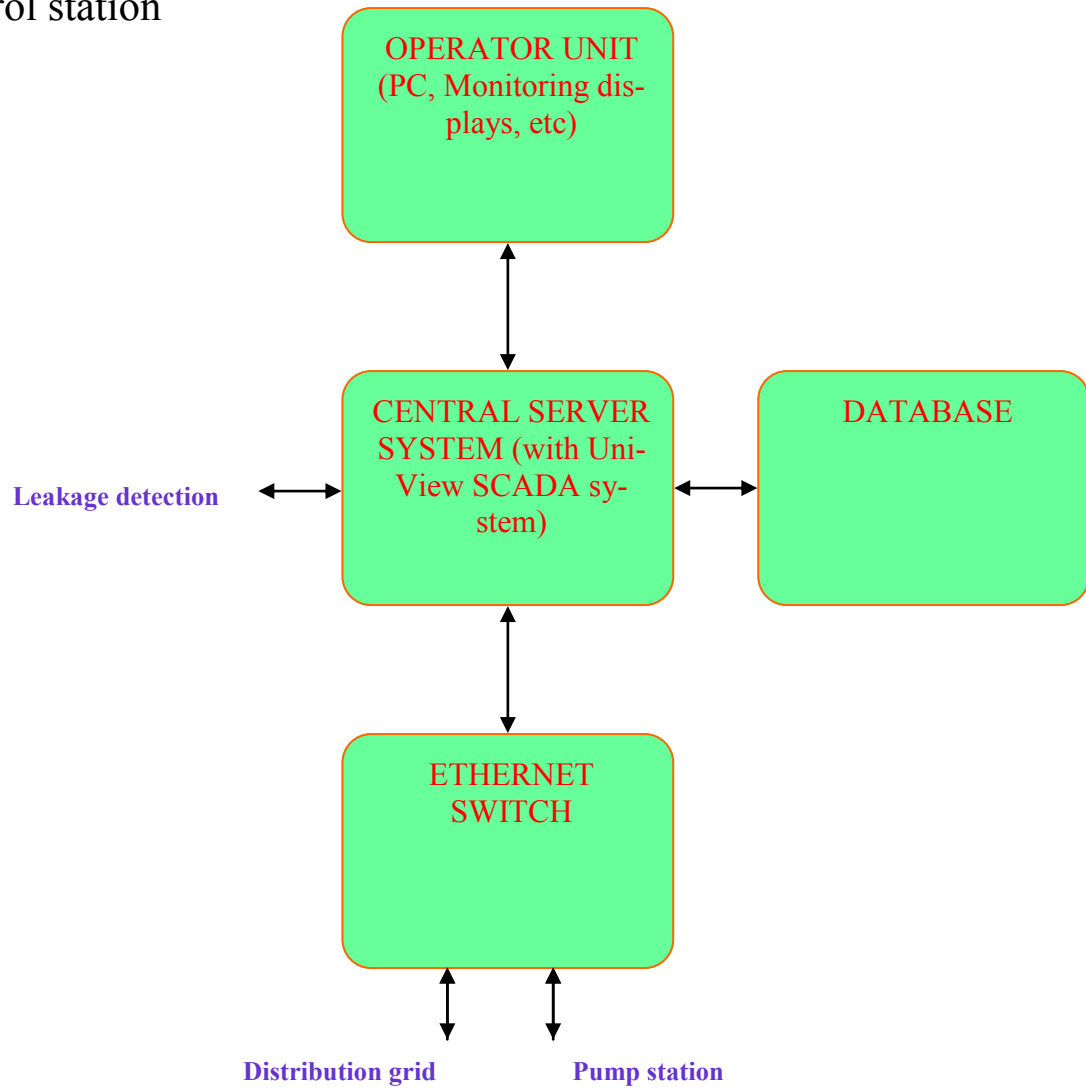 rol station
OPERATOR UNIT
(PC, Monitoring dis-
plays, etc)
CENTRAL SERVER
SYSTEM (with Uni-
View SCADA sy-
stem)
DATABASE
Leakage detection
ETHERNET
SWITCH
Distribution grid
Pump station